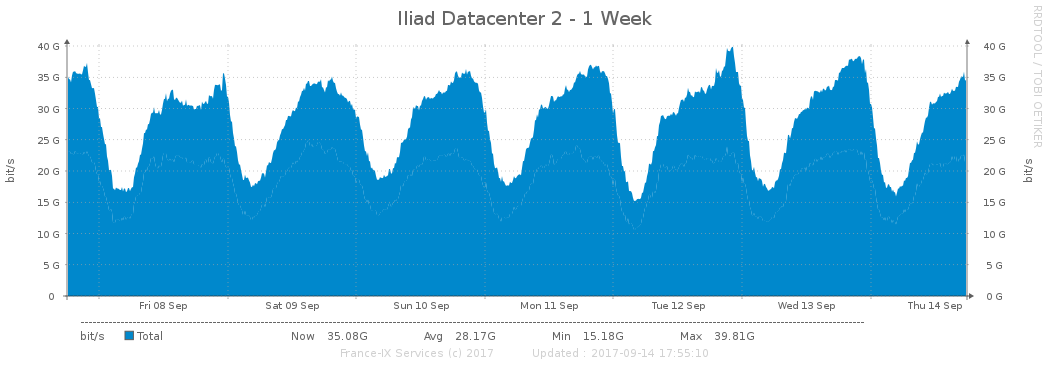 Iliad Datacenter 2 - 1 Week
RRDTOOL / TOBI OETIKER
bit/s
40 G 40 G
35 G 35 G
30 G 30 G
25 G 25 G
20 G 20 G
15 G 15 G
10 G 10 G
5 G 5 G
0 0 G
bit/s
Fri 08 Sep Sat 09 Sep Sun 10 Sep Mon 11 Sep Tue 12 Sep Wed 13 Sep Thu 14 Sep
bit/s Total Now 35.08G Avg 28.17G Min 15.18G Max 39.81G
France-IX Services (c) 2017 Updated : 2017-09-14 17:55:10